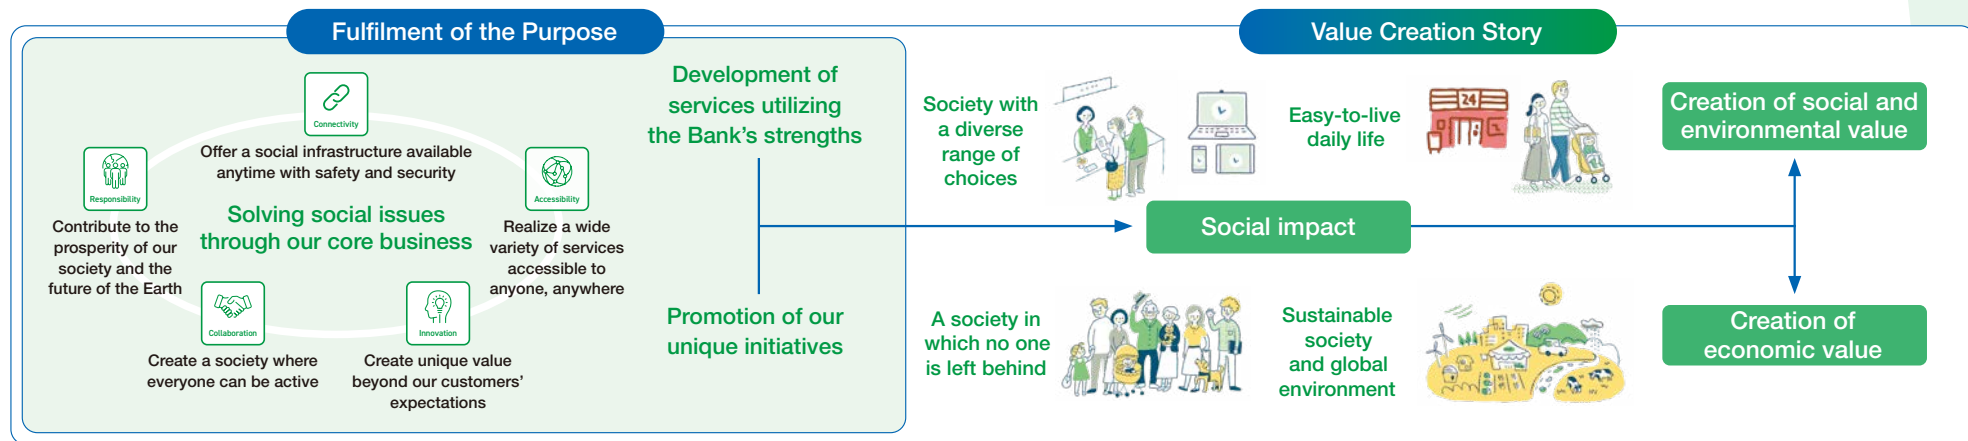 Fulfilment of the Purpose
Connectivity
Offer a social infrastructure available
anytime with safety and security
Responsibility
Contribute to the
prosperity of our
society and the
future of the Earth
Solving social issues
through our core business
Accessibility
Realize a wide
variety of services
accessible to
anyone, anywhere
Collaboration
Create a society where
everyone can be active
Innovation
Create unique value
beyond our customers’
expectations
Development of
services utilizing
the Bank’s strengths
Promotion of our
unique initiatives
Value Creation Story
Society with
a diverse
range of
choices
Easy-to-live
daily life
24
Social impact
A society in
which no one
is left behind
Sustainable
society
and global
environment
Creation of social and
environmental value
Creation of
economic value